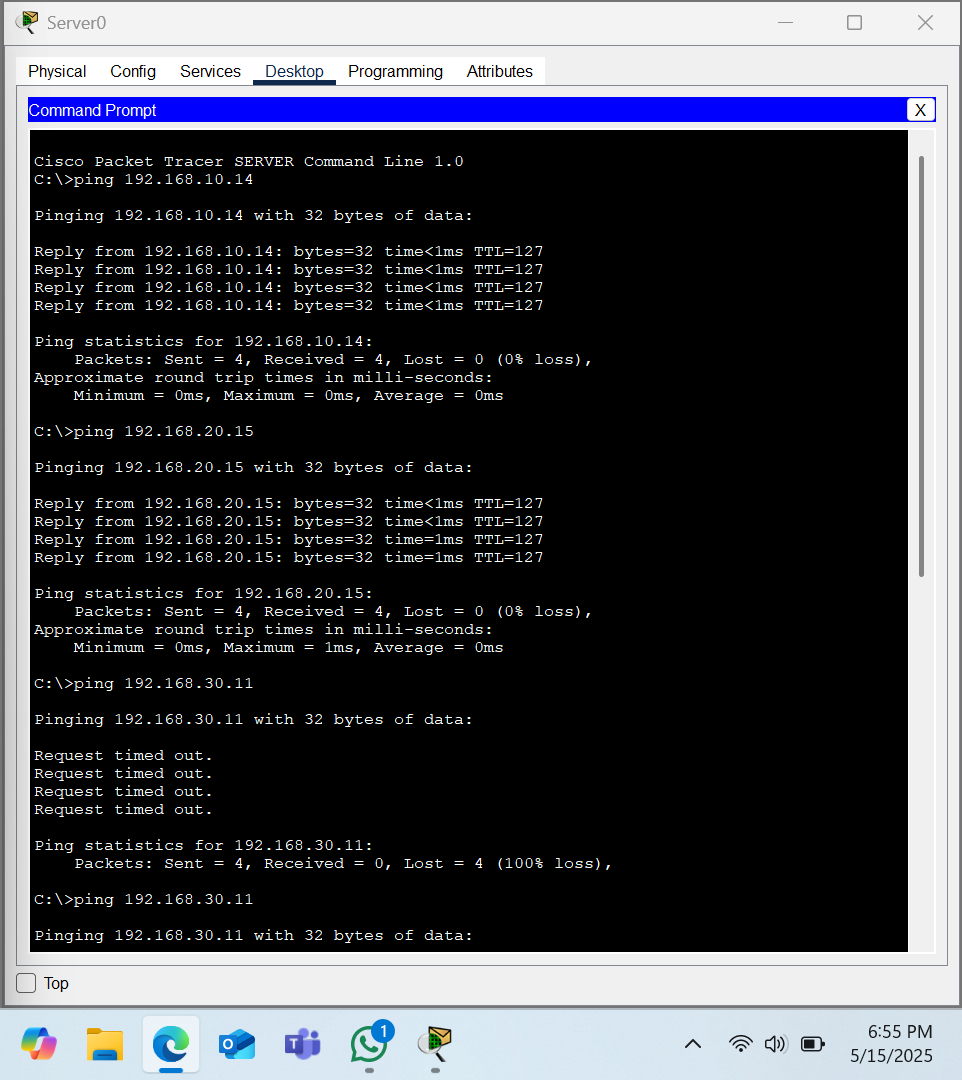 Server0
Physical Config Services Desktop Programming Attributes
Command Prompt X
Cisco Packet Tracer SERVER Command Line 1.0
C:\>ping 192.168.10.14
Pinging 192.168.10.14 with 32 bytes of data:
Reply from 192.168.10.14: bytes=32 time<1ms TTL=127
Reply from 192.168.10.14: bytes=32 time<1ms TTL=127
Reply from 192.168.10.14: bytes=32 time<1ms TTL=127
Reply from 192.168.10.14: bytes=32 time<1ms TTL=127
Ping statistics for 192.168.10.14:
Packets: Sent = 4, Received = 4, Lost = 0 (0% loss),
Approximate round trip times in milli-seconds:
Minimum = 0ms, Maximum = 0ms, Average = 0ms
C:\>ping 192.168.20.15
Pinging 192.168.20.15 with 32 bytes of data:
Reply from 192.168.20.15: bytes=32 time<1ms TTL=127
Reply from 192.168.20.15: bytes=32 time<1ms TTL=127
Reply from 192.168.20.15: bytes=32 time=1ms TTL=127
Reply from 192.168.20.15: bytes=32 time=1ms TTL=127
Ping statistics for 192.168.20.15:
Packets: Sent = 4, Received = 4, Lost = 0 (0% loss),
Approximate round trip times in milli-seconds:
Minimum = 0ms, Maximum = 1ms, Average = 0ms
C:\>ping 192.168.30.11
Pinging 192.168.30.11 with 32 bytes of data:
Request timed out.
Request timed out.
Request timed out.
Request timed out.
Ping statistics for 192.168.30.11:
Packets: Sent = 4, Received = 0, Lost = 4 (100% loss),
C:\>ping 192.168.30.11
Pinging 192.168.30.11 with 32 bytes of data:
Top
1
6:55 PM
5/15/2025